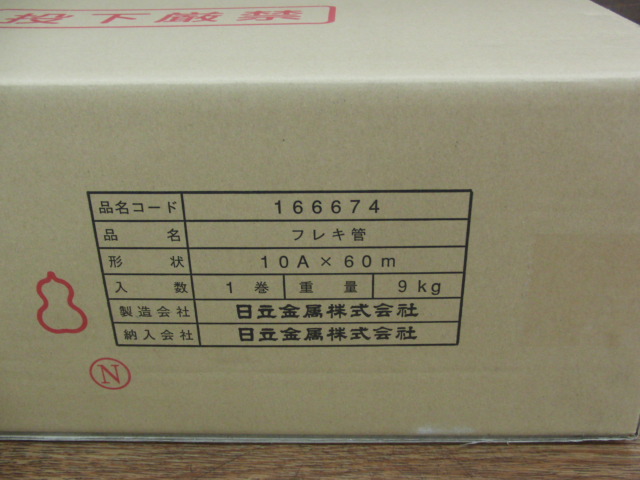 投下厳禁
品名コード 166674
品名 フレキ管
形状 10A×60m
入数 1巻 重量 9kg
製造会社 日立金属株式会社
納入会社 日立金属株式会社
N